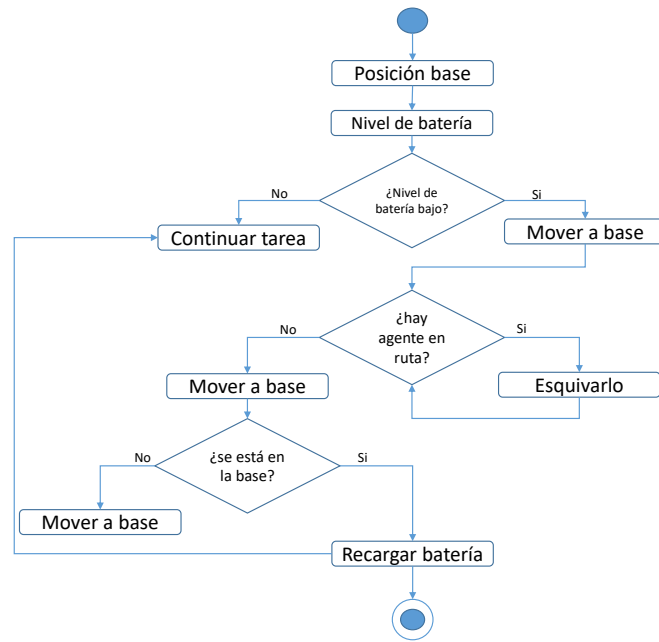 Posición base
Nivel de batería
¿Nivel de
batería bajo?
No
Si
Continuar tarea
Mover a base
¿hay
agente en
ruta?
No
Si
Mover a base
Esquivarlo
¿se está en
la base?
No
Si
Mover a base
Recargar batería